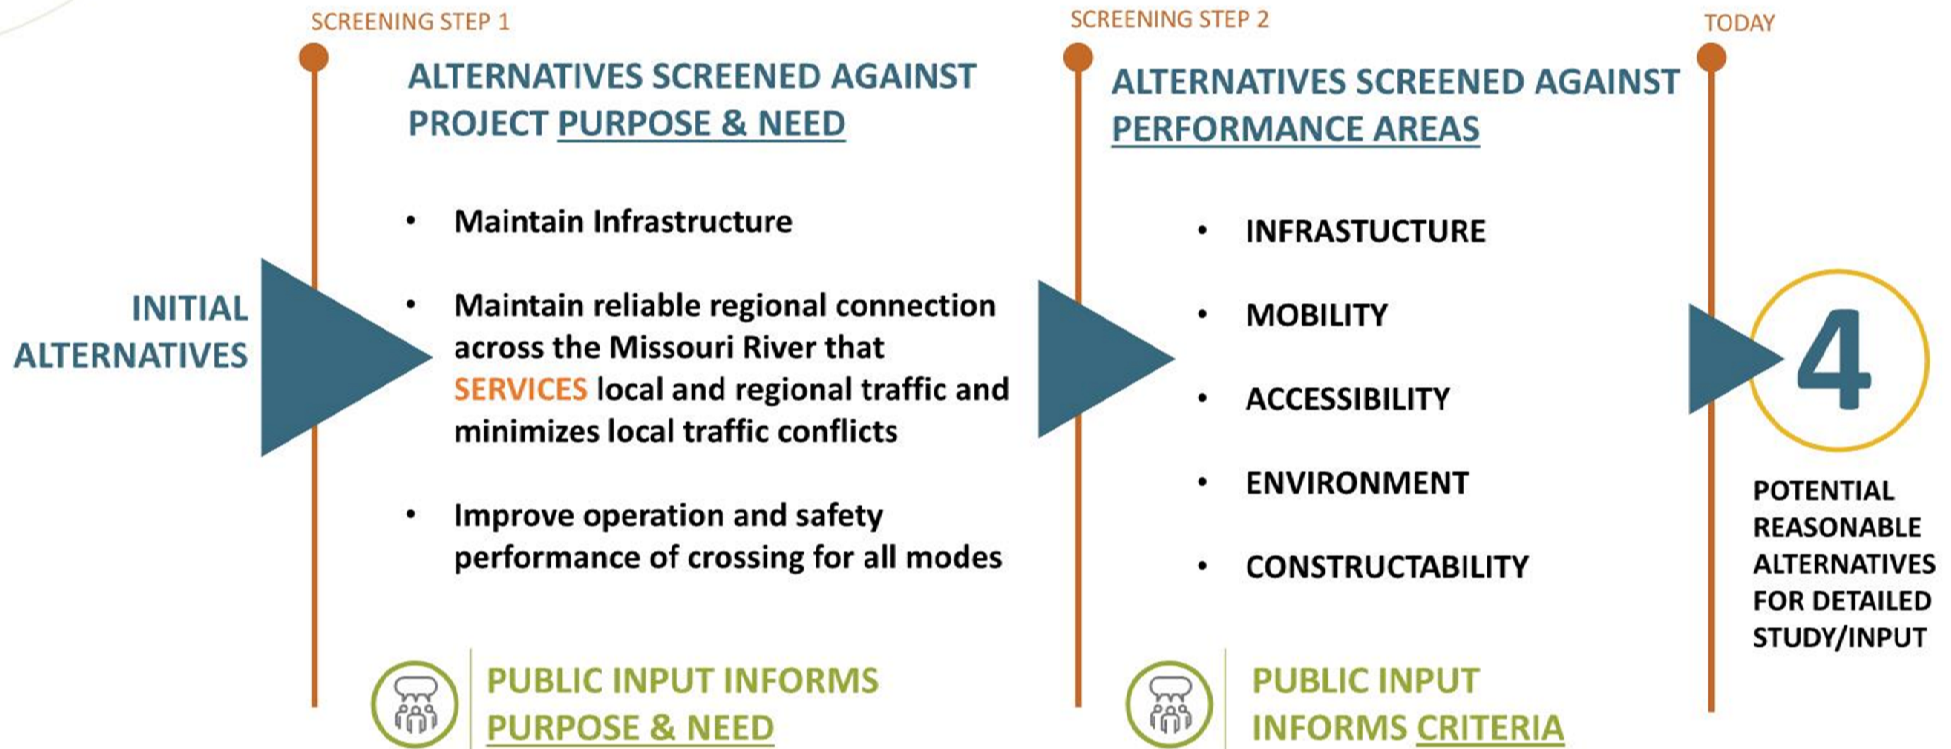 SCREENING STEP 1
ALTERNATIVES SCREENED AGAINST
PROJECT PURPOSE & NEED
INITIAL
ALTERNATIVES
• Maintain Infrastructure
• Maintain reliable regional connection
across the Missouri River that
SERVICES local and regional traffic and
minimizes local traffic conflicts
• Improve operation and safety
performance of crossing for all modes
PUBLIC INPUT INFORMS
PURPOSE & NEED
SCREENING STEP 2
ALTERNATIVES SCREENED AGAINST
PERFORMANCE AREAS
• INFRASTUCTURE
• MOBILITY
• ACCESSIBILITY
• ENVIRONMENT
• CONSTRUCTABILITY
PUBLIC INPUT
INFORMS CRITERIA
TODAY
4
POTENTIAL
REASONABLE
ALTERNATIVES
FOR DETAILED
STUDY/INPUT